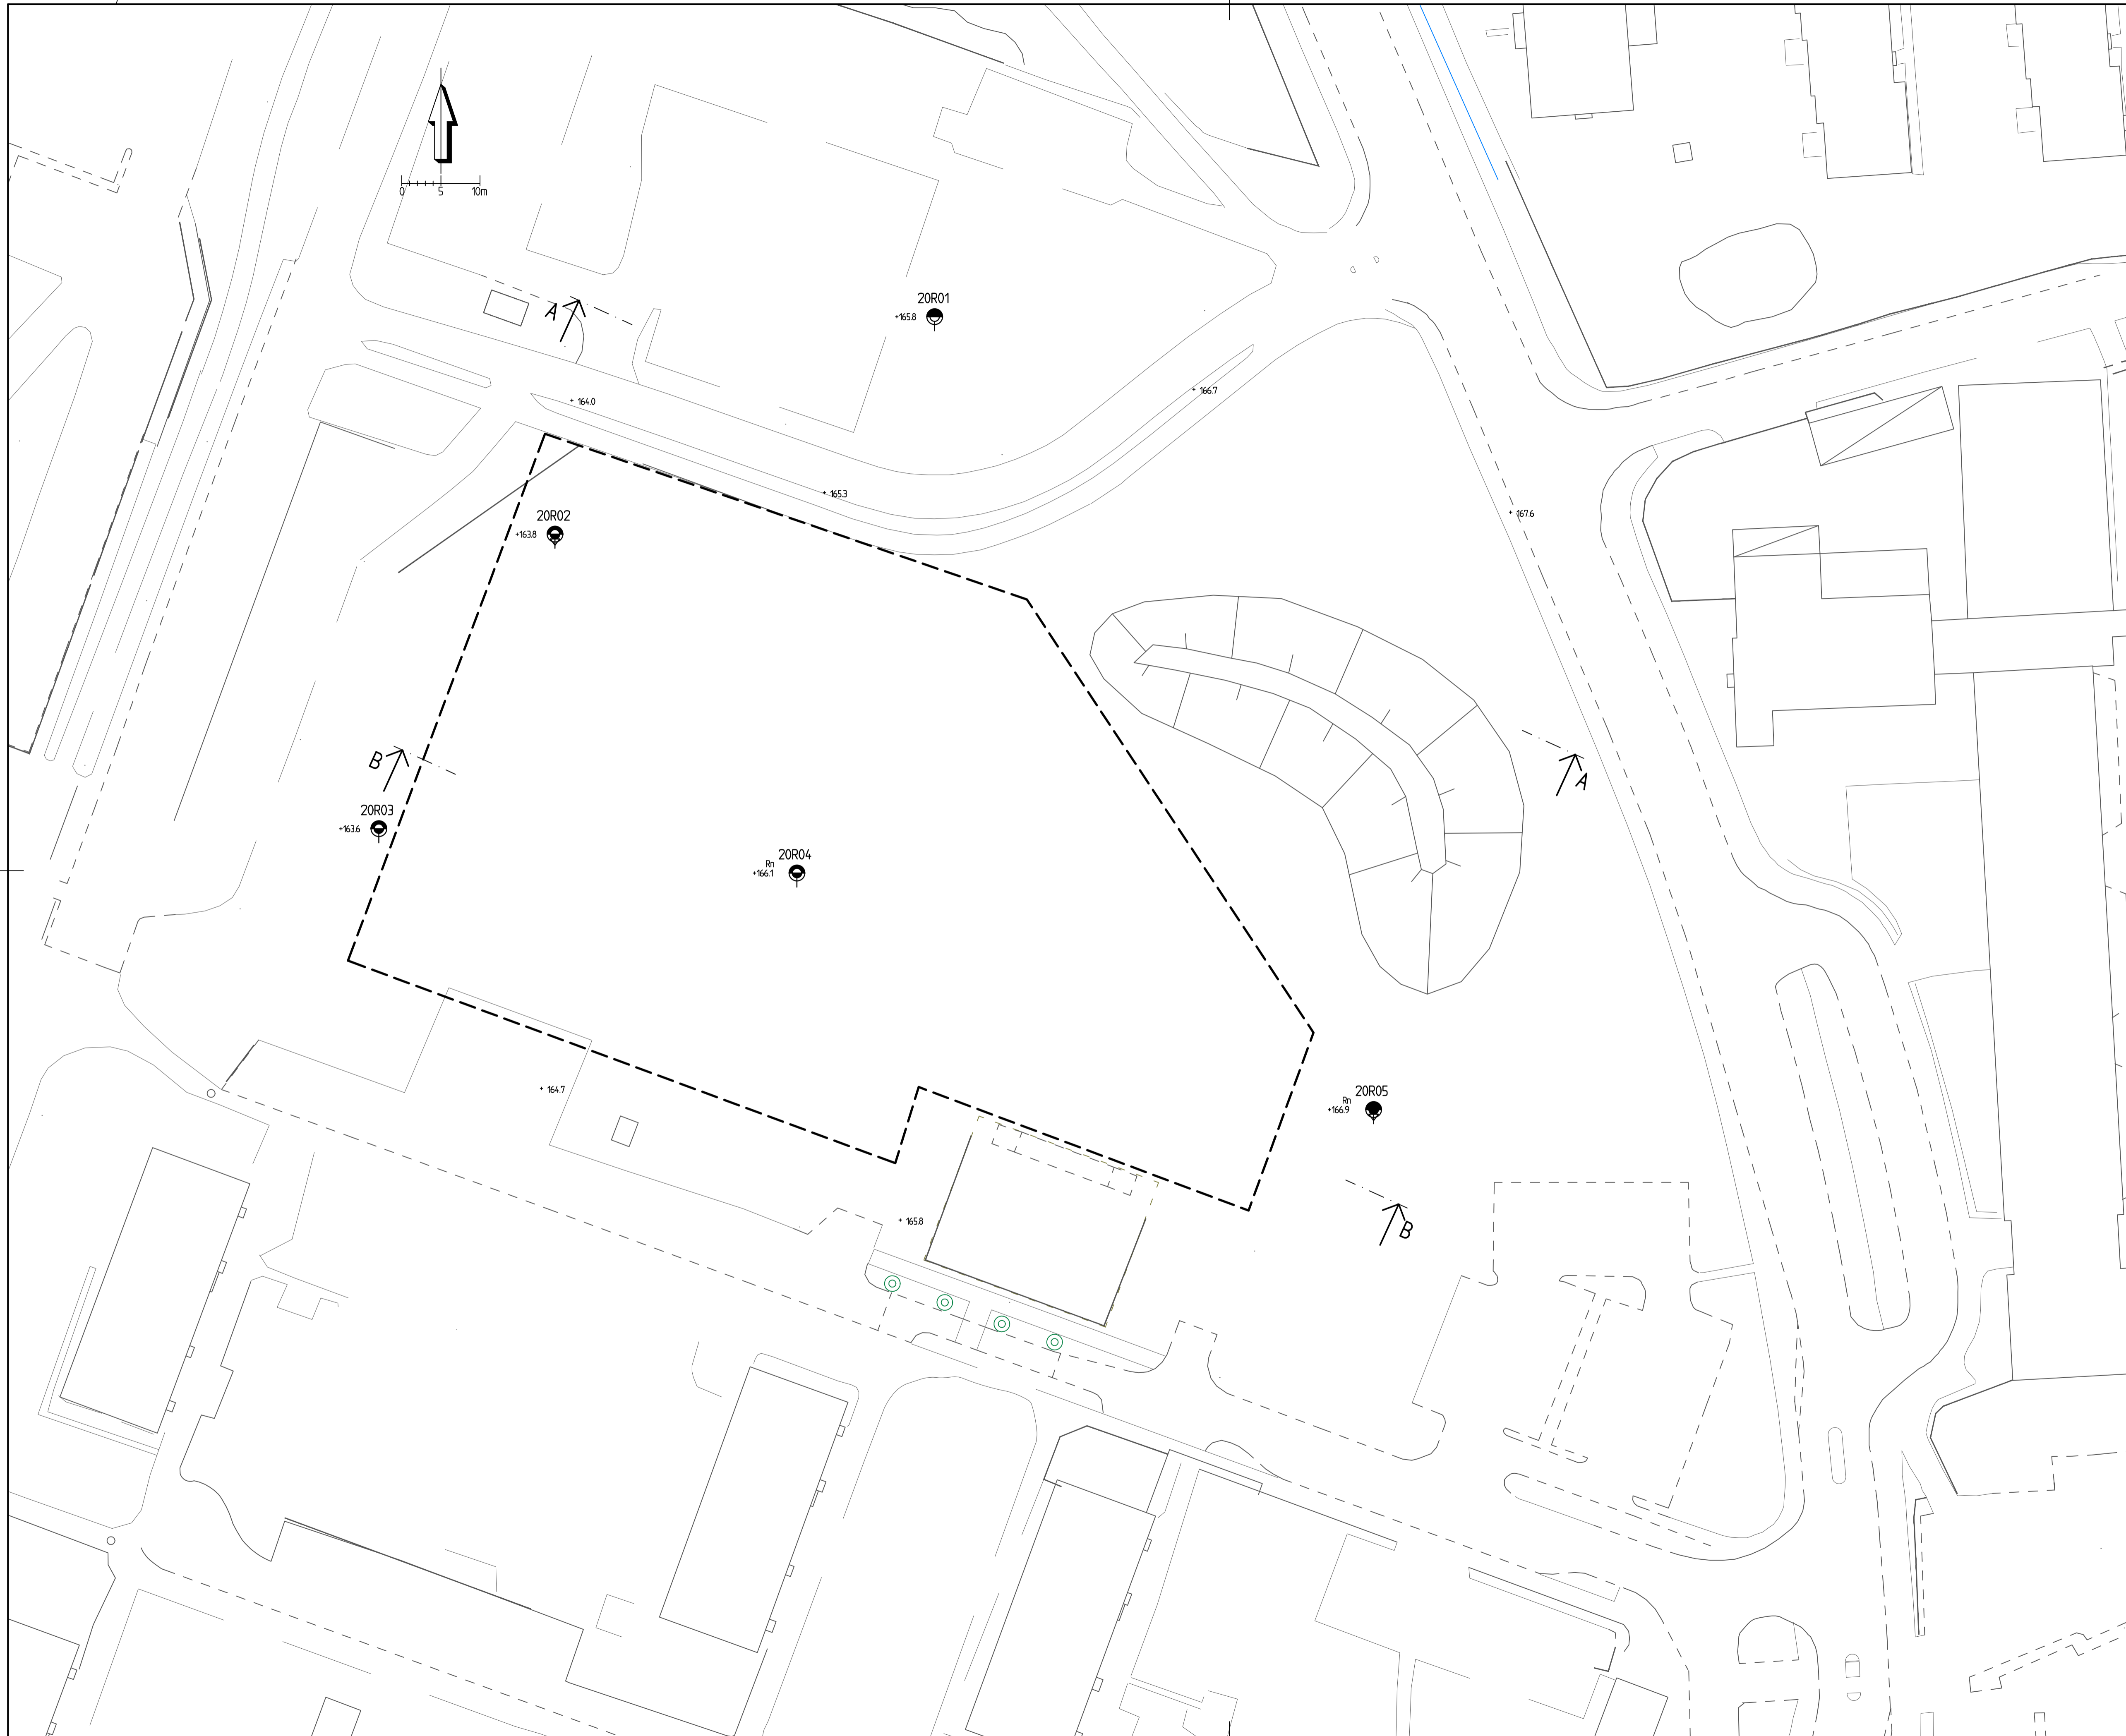 0 5 10m
A
20R01
+165.8
+ 166.7
+ 164.0
+ 165.3
20R02
+163.8
+ 167.6
B
A
20R03
+163.6
20R04
Rn
+166.1
+ 164.7
20R05
Rn
+166.9
+ 165.8
B